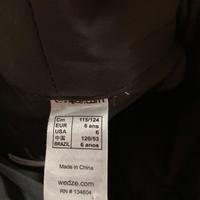 Cm 115/124
EUR 6 ans
USA 6
中国 120/53
BRAZIL 6 anos
Made in China
wedze.com
RN # 134604